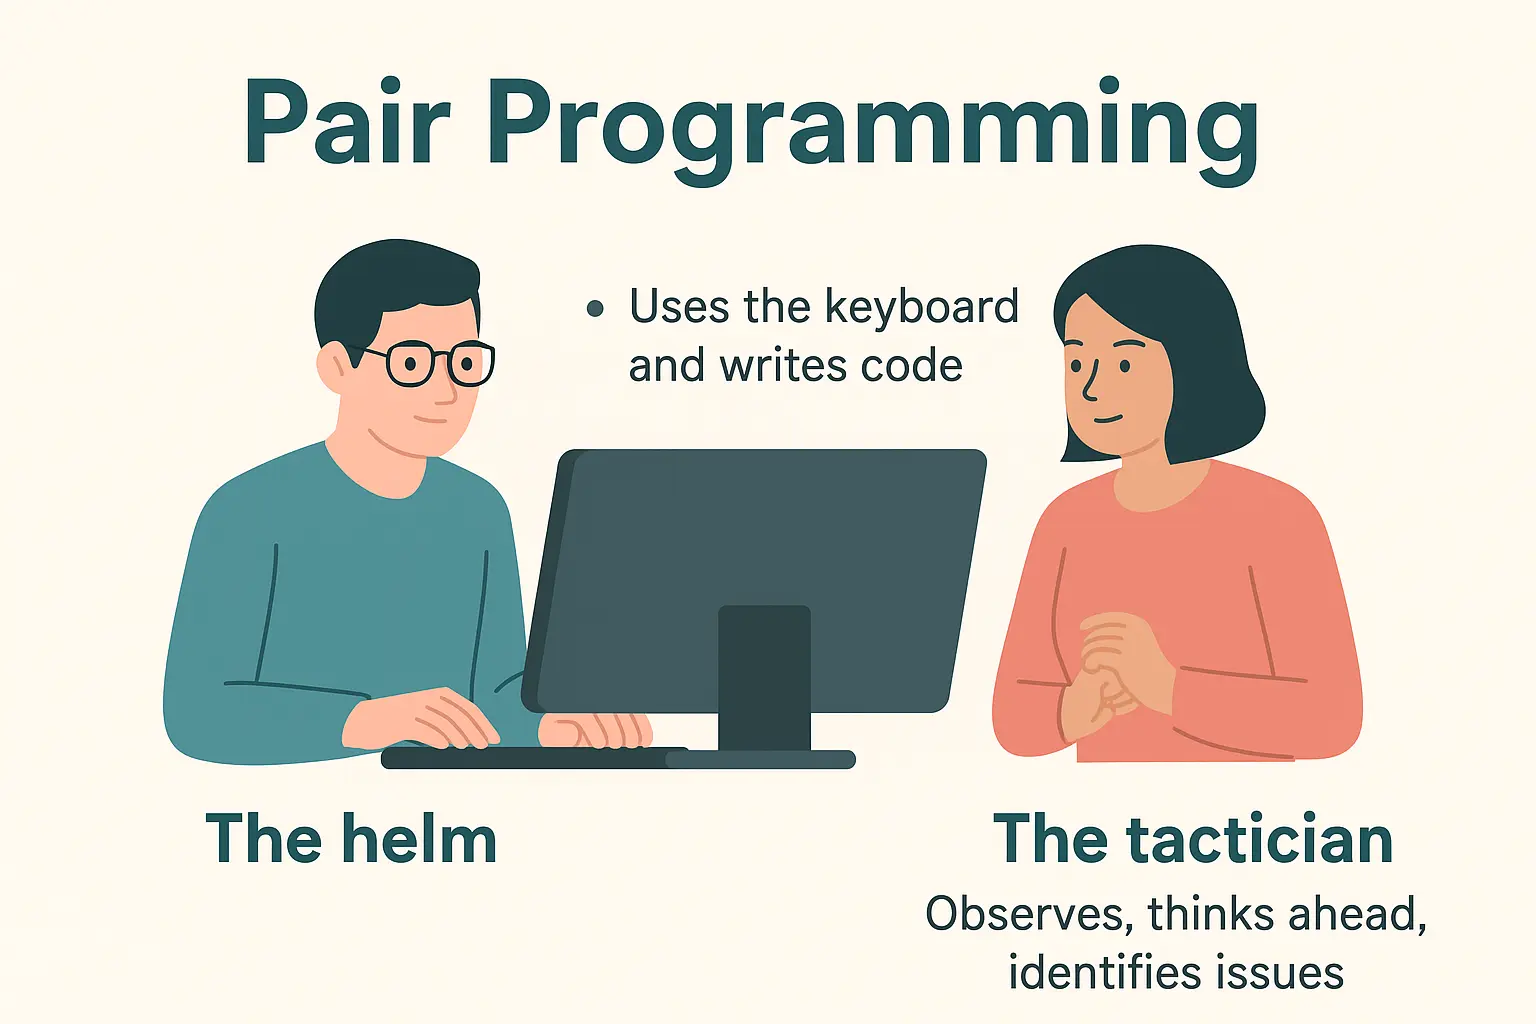 Pair Programming
• Uses the keyboard
and writes code
The helm
The tactician
Observes, thinks ahead,
identifies issues